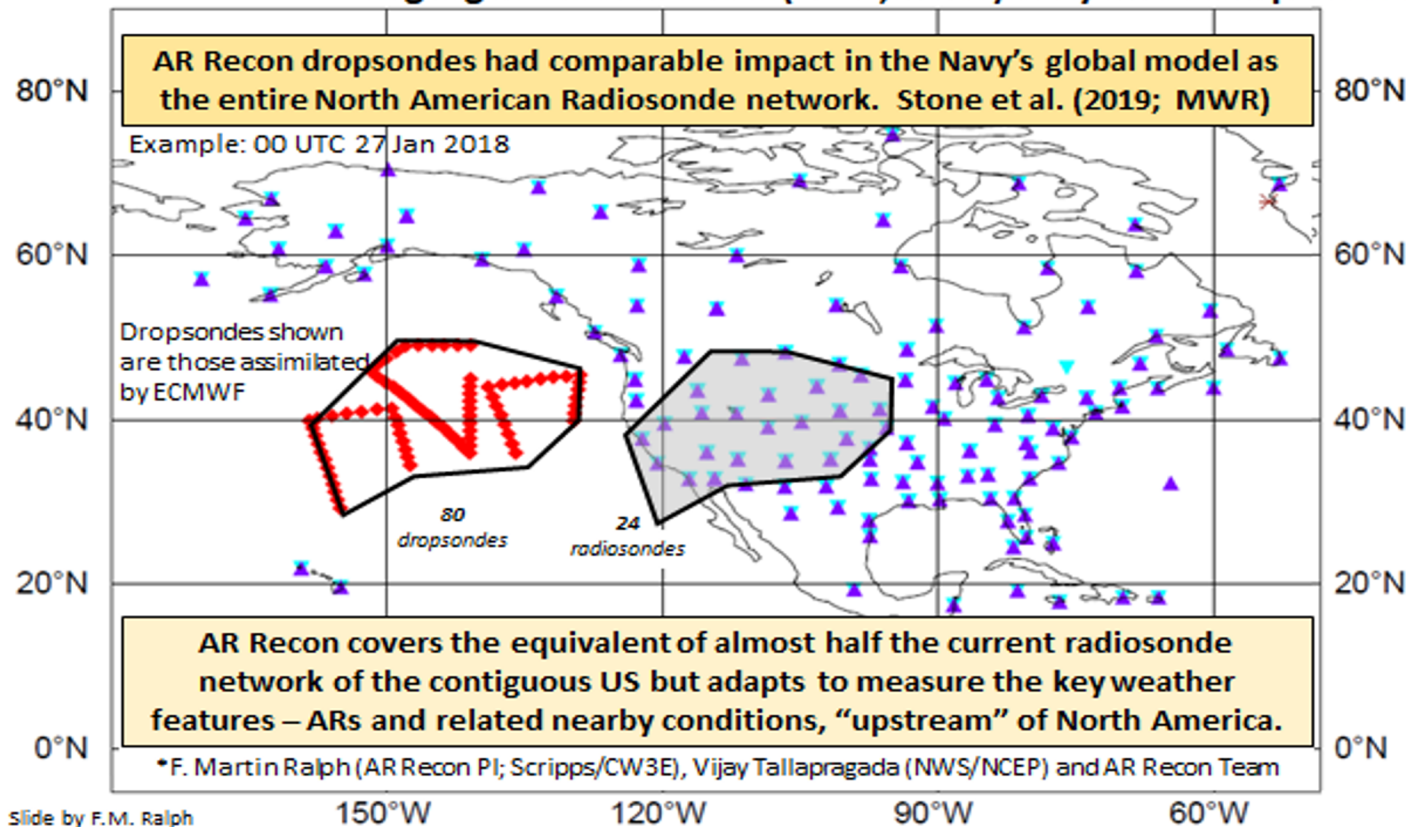 AR Recon dropsondes had comparable impact in the Navy's global model as
the entire North American Radiosonde network. Stone et al. (2019; MWR)
80°N
80°N
Example: 00 UTC 27 Jan 2018
60°N
60°N
Dropsondes shown
are those assimilated
by ECMWF
40°N
40°N
80
dropsondes
24
radiosondes
20°N
20°N
AR Recon covers the equivalent of almost half the current radiosonde
network of the contiguous US but adapts to measure the key weather
features – ARs and related nearby conditions, "upstream" of North America.
0°N
0°N
*F. Martin Ralph (AR Recon PI; Scripps/CW3E), Vijay Tallapragada (NWS/NCEP) and AR Recon Team
Slide by F.M. Ralph
150°W
120°W
90°W
60°W